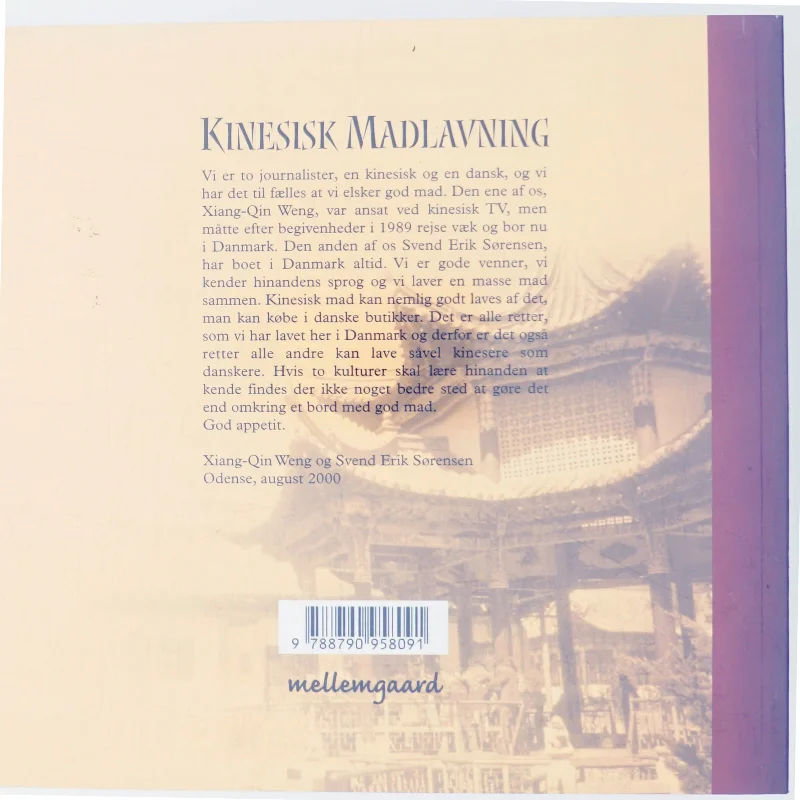 KINESISK MADLAVNING
Vi er to journalister, en kinesisk og en dansk, og vi
har det til fælles at vi elsker god mad. Den ene af os,
Xiang-Qin Weng, var ansat ved kinesisk TV, men
måtte efter begivenheder i 1989 rejse væk og bor nu
i Danmark. Den anden af os Svend Erik Sørensen,
har boet i Danmark altid. Vi er gode venner, vi
kender hinandens sprog og vi laver en masse mad
sammen. Kinesisk mad kan nemlig godt laves af det,
man kan købe i danske butikker. Det er alle retter,
som vi har lavet her i Danmark og derfor er det også
retter alle andre kan lave såvel kinesere som
danskere. Hvis to kulturer skal lære hinanden at
kende findes der ikke noget bedre sted at gøre det
end omkring et bord med god mad.
God appetit.
Xiang-Qin Weng og Svend Erik Sørensen
Odense, august 2000
9 788790 958091
mellemgaard